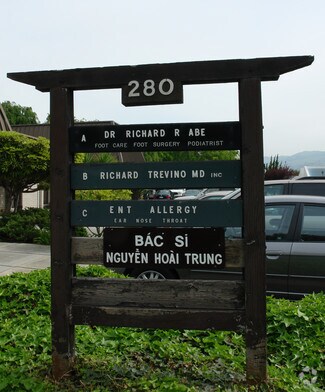 280
A DR RICHARD R ABE
FOOT CARE FOOT SURGERY PODIATRIST
B RICHARD TREVINO MD INC
C ENT ALLERGY
EAR NOSE THROAT
BÁC SĨ
NGUYỄN HOÀI TRUNG